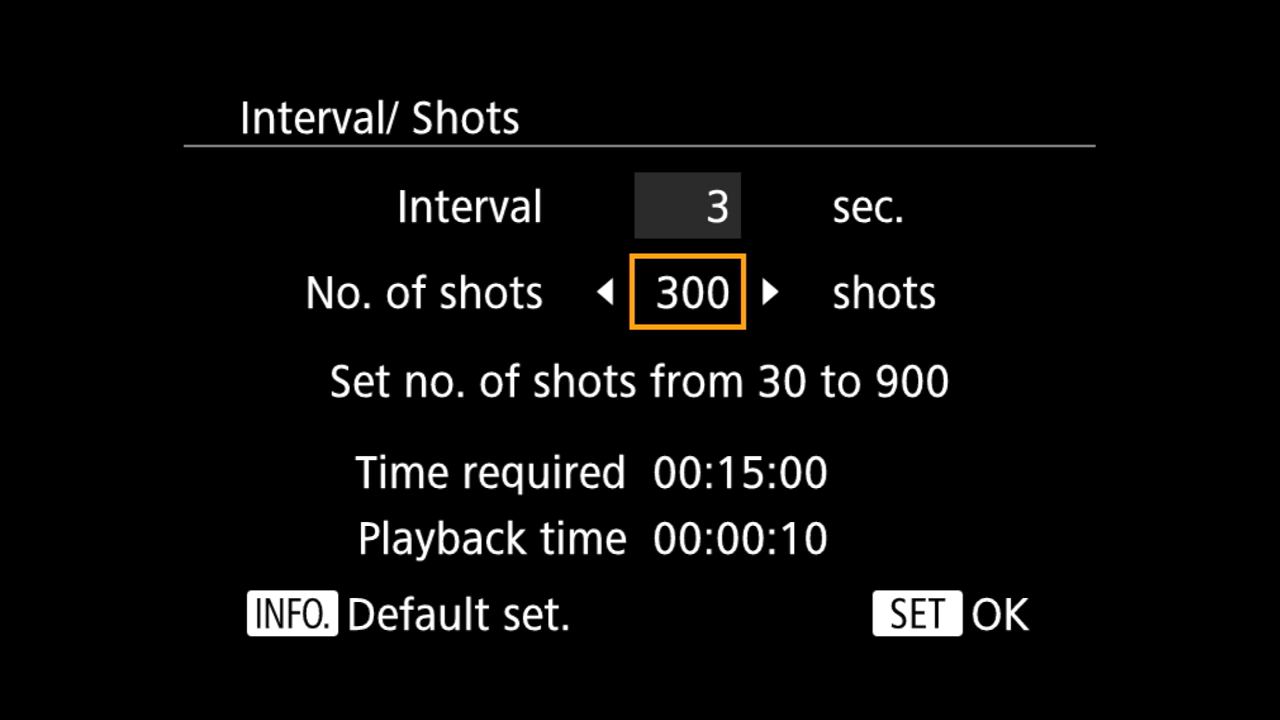 Interval/ Shots
Interval 3 sec.
No. of shots 300 shots
Set no. of shots from 30 to 900
Time required 00:15:00
Playback time 00:00:10
INFO. Default set. SET OK